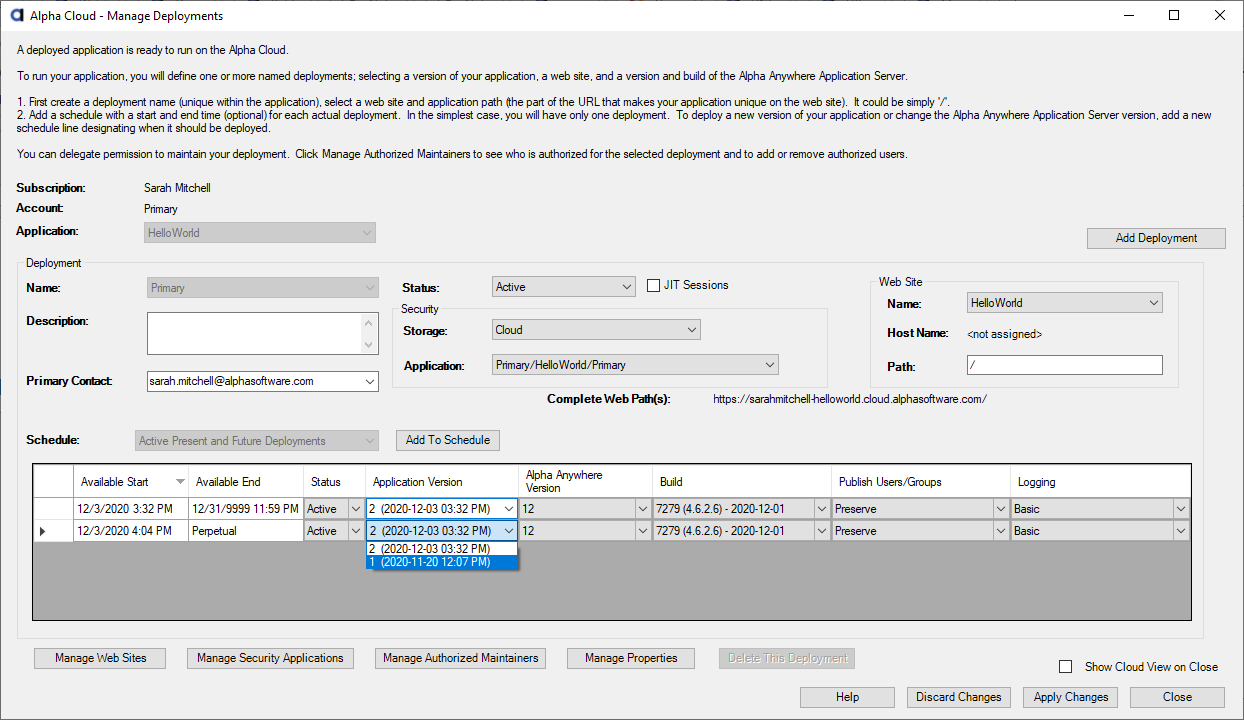 Alpha Cloud - Manage Deployments
A deployed application is ready to run on the Alpha Cloud.
To run your application, you will define one or more named deployments; selecting a version of your application, a web site, and a version and build of the Alpha Anywhere Application Server.
1. First create a deployment name (unique within the application), select a web site and application path (the part of the URL that makes your application unique on the web site).  It could be simply '/'.
2. Add a schedule with a start and end time (optional) for each actual deployment.  In the simplest case, you will have only one deployment.  To deploy a new version of your application or change the Alpha Anywhere Application Server version, add a new
schedule line designating when it should be deployed.
You can delegate permission to maintain your deployment.  Click Manage Authorized Maintainers to see who is authorized for the selected deployment and to add or remove authorized users.
Subscription: Sarah Mitchell
Account: Primary
Application: HelloWorld
Add Deployment
Deployment
Name: Primary
Status: Active
JIT Sessions
Web Site
Name: HelloWorld
Security
Description:
Storage: Cloud
Host Name: <not assigned>
Application: Primary/HelloWorld/Primary
Path: /
Primary Contact: sarah.mitchell@alphasoftware.com
Complete Web Path(s): https://sarahmitchell-helloworld.cloud.alphasoftware.com/
Schedule: Active Present and Future Deployments
Add To Schedule
Available Start Available End Status Application Version Alpha Anywhere Version Build Publish Users/Groups Logging
12/3/2020 3:32 PM 12/31/9999 11:59 PM Active 2 (2020-12-03 03:32 PM) 12 7279 (4.6.2.6) - 2020-12-01 Preserve Basic
12/3/2020 4:04 PM Perpetual Active 2 (2020-12-03 03:32 PM) 12 7279 (4.6.2.6) - 2020-12-01 Preserve Basic
2 (2020-12-03 03:32 PM)
1 (2020-11-20 12:07 PM)
Manage Web Sites
Manage Security Applications
Manage Authorized Maintainers
Manage Properties
Delete This Deployment
Show Cloud View on Close
Help
Discard Changes
Apply Changes
Close